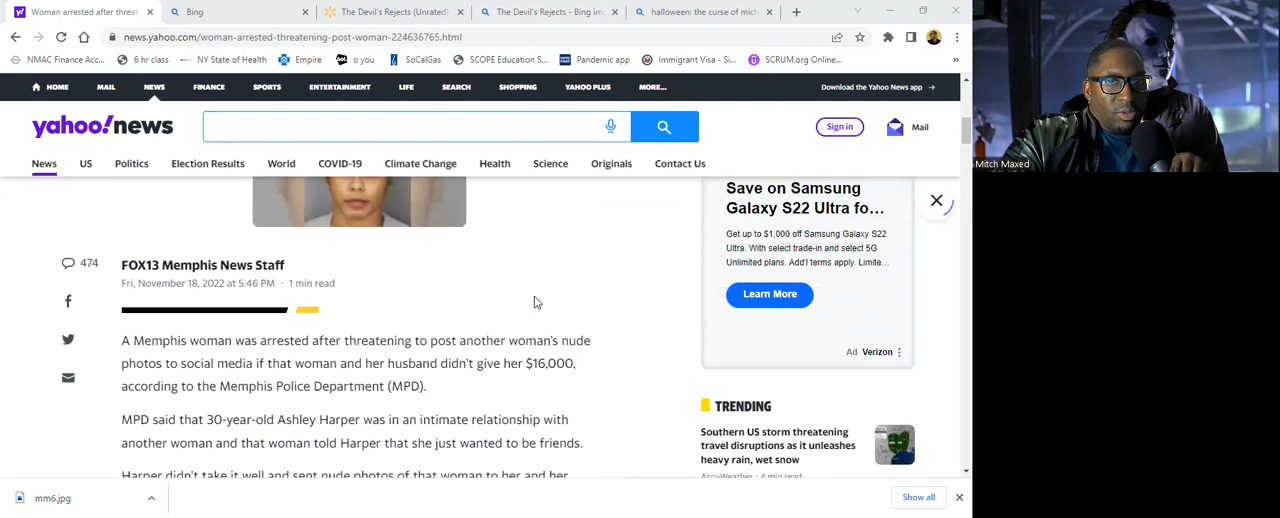 Woman arrested after threat
Bing
The Devil's Rejects (Unrated)
The Devil's Rejects - Bing im
halloween: the curse of mich
news.yahoo.com/woman-arrested-threatening-post-woman-224636765.html
NMAC Finance Acc...
6 hr class
NY State of Health
Empire
o you
SoCalGas
SCOPE Education S...
Pandemic app
Immigrant Visa - Si...
SCRUM.org Online...
HOME
MAIL
NEWS
FINANCE
SPORTS
ENTERTAINMENT
LIFE
SEARCH
SHOPPING
YAHOO PLUS
MORE...
Download the Yahoo News app
yahoo!news
Sign in
Mail
News
US
Politics
Election Results
World
COVID-19
Climate Change
Health
Science
Originals
Contact Us
Mitch Maxed
474
FOX13 Memphis News Staff
Fri, November 18, 2022 at 5:46 PM · 1 min read
A Memphis woman was arrested after threatening to post another woman's nude
photos to social media if that woman and her husband didn't give her $16,000,
according to the Memphis Police Department (MPD).
MPD said that 30-year-old Ashley Harper was in an intimate relationship with
another woman and that woman told Harper that she just wanted to be friends.
Harper didn't take it well and sent nude photos of that woman to her and her
Save on Samsung
Galaxy S22 Ultra fo...
Get up to $1,000 off Samsung Galaxy S22
Ultra. With select trade-in and select 5G
Unlimited plans. Add'l terms apply. Limite...
Learn More
Ad Verizon
TRENDING
Southern US storm threatening
travel disruptions as it unleashes
heavy rain, wet snow
AccuWeather · 4 min read
mm6.jpg
Show all